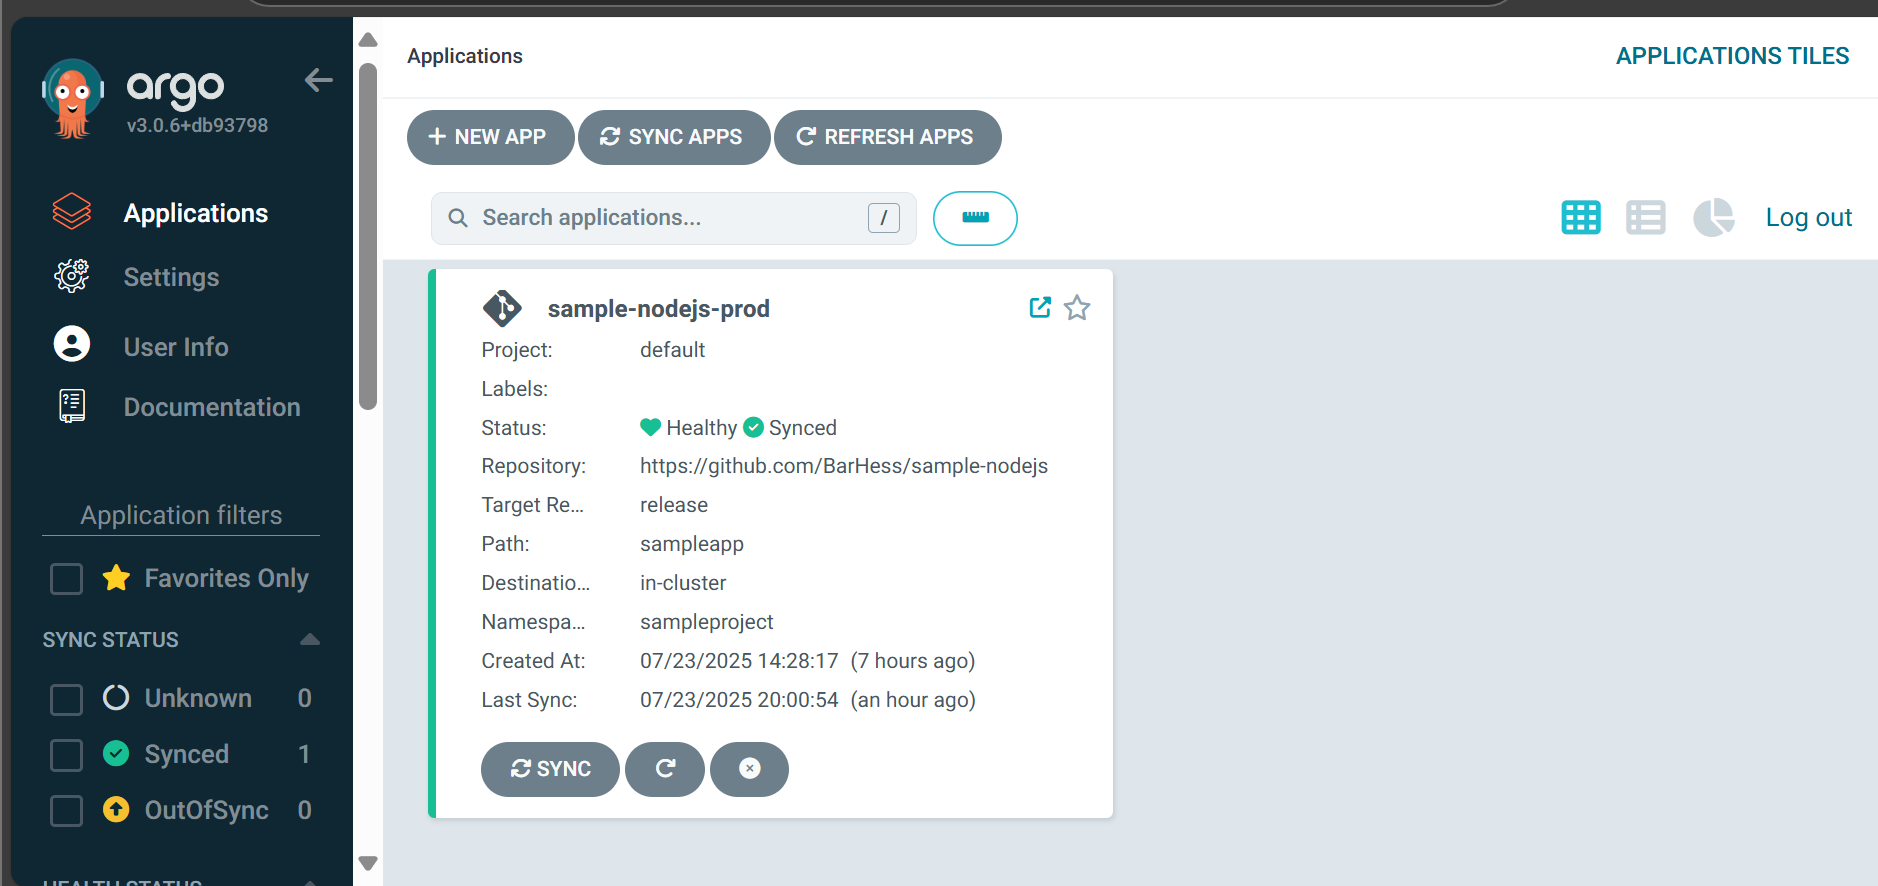 argo
v3.0.6+db93798
Applications
Settings
User Info
Documentation
Application filters
Favorites Only
SYNC STATUS
Unknown 0
Synced 1
OutOfSync 0
HEALTH STATUS
Applications
APPLICATIONS TILES
NEW APP SYNC APPS REFRESH APPS
Search applications... /
Log out
sample-nodejs-prod
Project: default
Labels:
Status: Healthy Synced
Repository: https://github.com/BarHess/sample-nodejs
Target Re... release
Path: sampleapp
Destinatio... in-cluster
Namespa... sampleproject
Created At: 07/23/2025 14:28:17 (7 hours ago)
Last Sync: 07/23/2025 20:00:54 (an hour ago)
SYNC